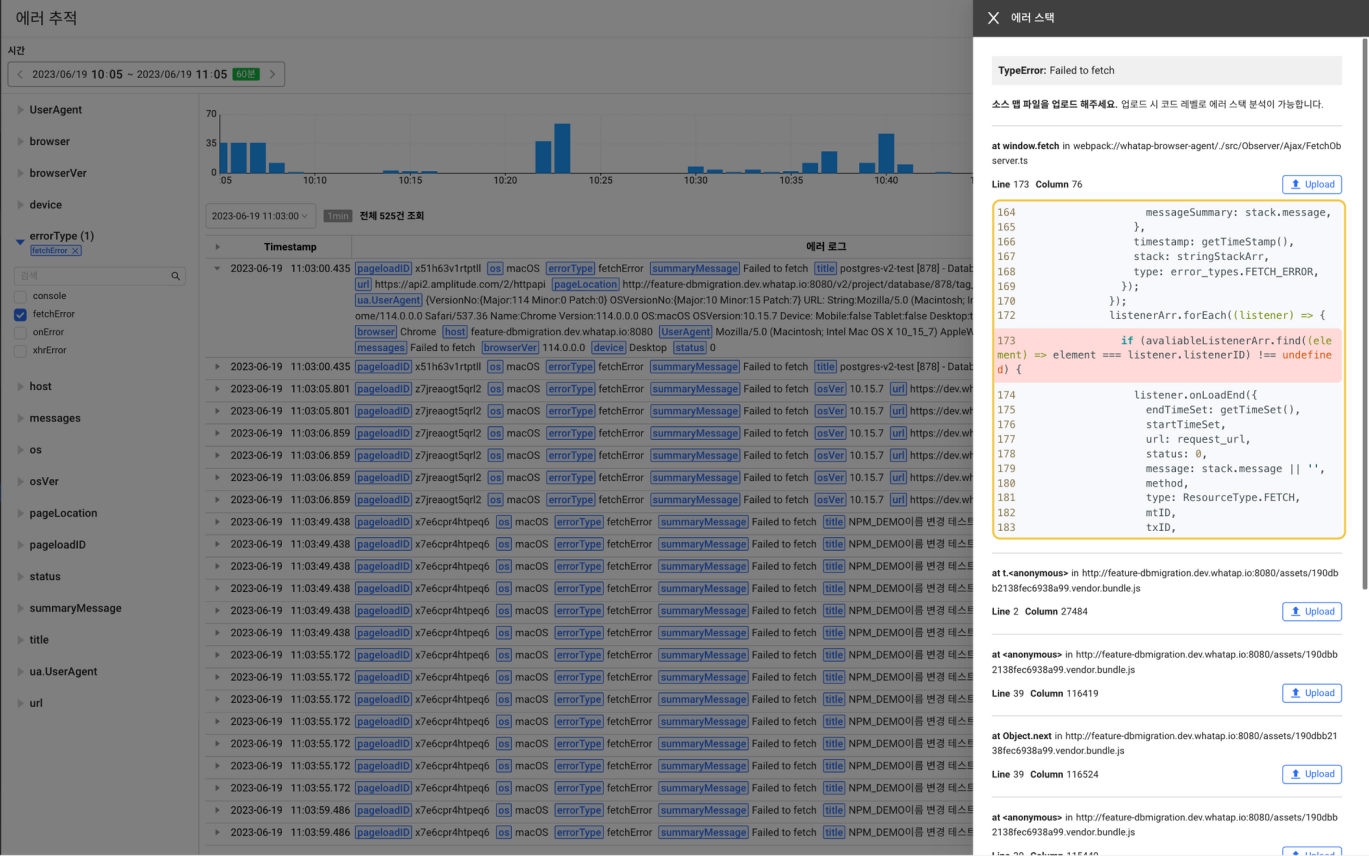 에러 추적
시간
2023/06/19 10:05 ~ 2023/06/19 11:05 60분
UserAgent
browser
browserVer
device
errorType (1)
fetchError
검색
console
fetchError
onError
xhrError
host
messages
os
osVer
pageLocation
pageloadID
status
summaryMessage
title
ua.UserAgent
url
70
35
0
05 10:10 10:15 10:20 10:25 10:30 10:35 10:40
2023-06-19 11:03:00 1min 전체 525건 조회
Timestamp 에러 로그
2023-06-19 11:03:00.435 pageloadID x51h63v1rtptll os macOS errorType fetchError summaryMessage Failed to fetch title postgres-v2-test [878] - Datab
url https://api2.amplitude.com/2/httpapi pageLocation http://feature-dbmigration.dev.whatap.io:8080/v2/project/database/878/tag_
ua.UserAgent {VersionNo:{Major:114 Minor:0 Patch:0} OSVersionNo:{Major:10 Minor:15 Patch:7} URL: String:Mozilla/5.0 (Macintosh; I
ome/114.0.0.0 Safari/537.36 Name:Chrome Version:114.0.0.0 OS:macOS OSVersion:10.15.7 Device: Mobile:false Tablet:false Desktop:t
browser Chrome host feature-dbmigration.dev.whatap.io:8080 UserAgent Mozilla/5.0 (Macintosh; Intel Mac OS X 10_15_7) AppleW
messages Failed to fetch browserVer 114.0.0.0 device Desktop status 0
2023-06-19 11:03:00.435 pageloadID x51h63v1rtptll os macOS errorType fetchError summaryMessage Failed to fetch title postgres-v2-test [878] - Datab
2023-06-19 11:03:05.801 pageloadID z7jreaogt5qrl2 os macOS errorType fetchError summaryMessage Failed to fetch osVer 10.15.7 url https://dev.wh
2023-06-19 11:03:05.801 pageloadID z7jreaogt5qrl2 os macOS errorType fetchError summaryMessage Failed to fetch osVer 10.15.7 url https://dev.wh
2023-06-19 11:03:06.859 pageloadID z7jreaogt5qrl2 os macOS errorType fetchError summaryMessage Failed to fetch osVer 10.15.7 url https://dev.wh
2023-06-19 11:03:06.859 pageloadID z7jreaogt5qrl2 os macOS errorType fetchError summaryMessage Failed to fetch osVer 10.15.7 url https://dev.wh
2023-06-19 11:03:06.859 pageloadID z7jreaogt5qrl2 os macOS errorType fetchError summaryMessage Failed to fetch osVer 10.15.7 url https://dev.wh
2023-06-19 11:03:06.859 pageloadID z7jreaogt5qrl2 os macOS errorType fetchError summaryMessage Failed to fetch osVer 10.15.7 url https://dev.wh
2023-06-19 11:03:49.438 pageloadID x7e6cpr4htpeq6 os macOS errorType fetchError summaryMessage Failed to fetch title NPM_DEMO이름 변경 테스트
2023-06-19 11:03:49.438 pageloadID x7e6cpr4htpeq6 os macOS errorType fetchError summaryMessage Failed to fetch title NPM_DEMO이름 변경 테스트
2023-06-19 11:03:49.438 pageloadID x7e6cpr4htpeq6 os macOS errorType fetchError summaryMessage Failed to fetch title NPM_DEMO이름 변경 테스트
2023-06-19 11:03:49.438 pageloadID x7e6cpr4htpeq6 os macOS errorType fetchError summaryMessage Failed to fetch title NPM_DEMO이름 변경 테스트
2023-06-19 11:03:49.438 pageloadID x7e6cpr4htpeq6 os macOS errorType fetchError summaryMessage Failed to fetch title NPM_DEMO이름 변경 테스트
2023-06-19 11:03:49.438 pageloadID x7e6cpr4htpeq6 os macOS errorType fetchError summaryMessage Failed to fetch title NPM_DEMO이름 변경 테스트
2023-06-19 11:03:55.172 pageloadID x7e6cpr4htpeq6 os macOS errorType fetchError summaryMessage Failed to fetch title NPM_DEMO이름 변경 테스트
2023-06-19 11:03:55.172 pageloadID x7e6cpr4htpeq6 os macOS errorType fetchError summaryMessage Failed to fetch title NPM_DEMO이름 변경 테스트
2023-06-19 11:03:55.172 pageloadID x7e6cpr4htpeq6 os macOS errorType fetchError summaryMessage Failed to fetch title NPM_DEMO이름 변경 테스트
2023-06-19 11:03:55.172 pageloadID x7e6cpr4htpeq6 os macOS errorType fetchError summaryMessage Failed to fetch title NPM_DEMO이름 변경 테스트
2023-06-19 11:03:55.172 pageloadID x7e6cpr4htpeq6 os macOS errorType fetchError summaryMessage Failed to fetch title NPM_DEMO이름 변경 테스트
2023-06-19 11:03:55.172 pageloadID x7e6cpr4htpeq6 os macOS errorType fetchError summaryMessage Failed to fetch title NPM_DEMO이름 변경 테스트
2023-06-19 11:03:55.172 pageloadID x7e6cpr4htpeq6 os macOS errorType fetchError summaryMessage Failed to fetch title NPM_DEMO이름 변경 테스트
2023-06-19 11:03:59.486 pageloadID x7e6cpr4htpeq6 os macOS errorType fetchError summaryMessage Failed to fetch title NPM_DEMO이름 변경 테스트
2023-06-19 11:03:59.486 pageloadID x7e6cpr4htpeq6 os macOS errorType fetchError summaryMessage Failed to fetch title NPM_DEMO이름 변경 테스트
에러 스택
TypeError: Failed to fetch
소스 맵 파일을 업로드 해주세요. 업로드 시 코드 레벨로 에러 스택 분석이 가능합니다.
at window.fetch in webpack://whatap-browser-agent/./src/Observer/Ajax/FetchOb
server.ts
Line 173 Column 76 Upload
164 messageSummary: stack.message,
165 },
166 timestamp: getTimeStamp(),
167 stack: stringStackArr,
168 type: error_types.FETCH_ERROR,
169 });
170 });
172 listenerArr.forEach((listener) => {
173 if (avaliableListenerArr.find((ele
ment) => element === listener.listenerID) !== undefine
d) {
174 listener.onLoadEnd({
175 endTimeSet: getTimeSet(),
176 startTimeSet,
177 url: request_url,
178 status: 0,
179 message: stack.message || '',
180 method,
181 type: ResourceType.FETCH,
182 mtID,
183 txID,
at t.<anonymous> in http://feature-dbmigration.dev.whatap.io:8080/assets/190db
b2138fec6938a99.vendor.bundle.js
Line 2 Column 27484 Upload
at <anonymous> in http://feature-dbmigration.dev.whatap.io:8080/assets/190dbb
2138fec6938a99.vendor.bundle.js
Line 39 Column 116419 Upload
at Object.next in http://feature-dbmigration.dev.whatap.io:8080/assets/190dbb21
38fec6938a99.vendor.bundle.js
Line 39 Column 116524 Upload
at <anonymous> in http://feature-dbmigration.dev.whatap.io:8080/assets/190dbb
2138fec6938a99.vendor.bundle.js